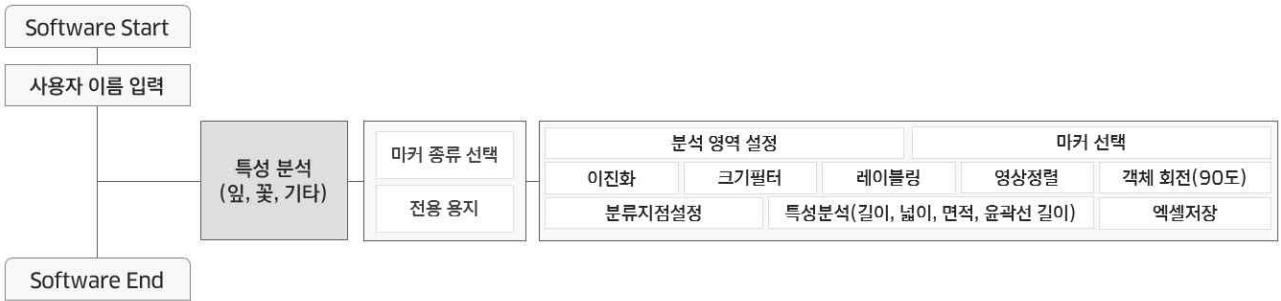 Software Start
사용자 이름 입력
특성 분석
(잎, 꽃, 기타)
마커 종류 선택
전용 용지
분석 영역 설정
마커 선택
이진화
크기필터
레이블링
영상정렬
객체 회전(90도)
분류지점설정
특성분석(길이, 넓이, 면적, 윤곽선 길이)
엑셀저장
Software End